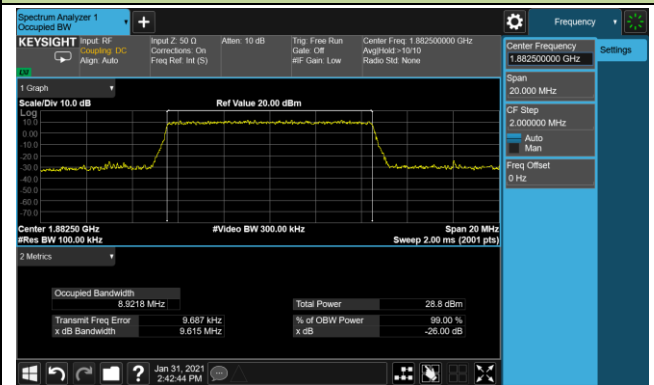 Spectrum Analyzer 1
Occupied BW
+
Frequency
KEYSIGHT
Input: RF
Coupling: DC
Align: Auto
Input Z: 50 Ω
Corrections: On
Freq Ref: Int (S)
Atten: 10 dB
Trig: Free Run
Gate: Off
#IF Gain: Low
Center Freq: 1.882500000 GHz
Avg|Hold:>10/10
Radio Std: None
Center Frequency
1.882500000 GHz
Settings
Span
20.000 MHz
CF Step
2.000000 MHz
Auto
Man
Freq Offset
0 Hz
1 Graph
Scale/Div 10.0 dB
Ref Value 20.00 dBm
Log
10.0
0.00
-10.0
-20.0
-30.0
-40.0
-50.0
-60.0
-70.0
Center 1.88250 GHz
#Video BW 300.00 kHz
Span 20 MHz
#Res BW 100.00 kHz
Sweep 2.00 ms (2001 pts)
2 Metrics
Occupied Bandwidth
8.9218 MHz
Total Power
28.8 dBm
Transmit Freq Error
9.687 kHz
% of OBW Power
99.00 %
x dB Bandwidth
9.615 MHz
x dB
-26.00 dB
?
Jan 31, 2021
2:42:44 PM